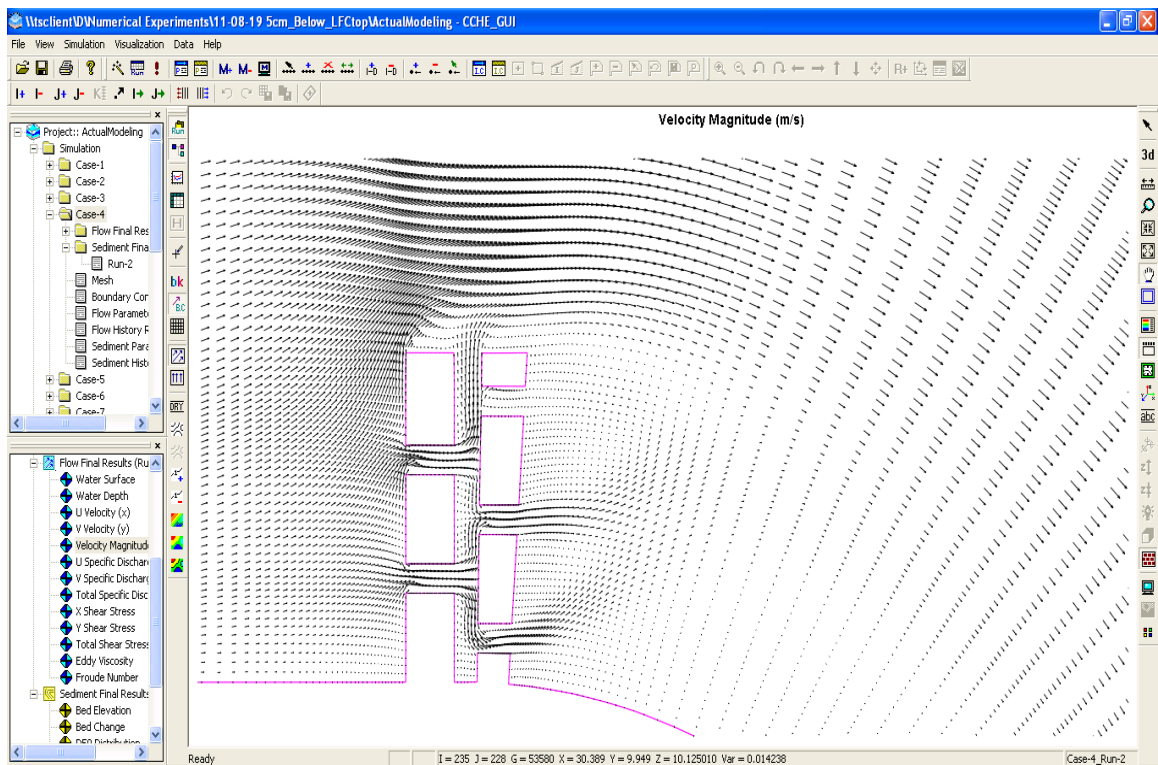 \\tsclient\D\Numerical Experiments\11-08-19 5cm_Below_LFCtop\ActualModeling - CCHE_GUI
File View Simulation Visualization Data Help
I+ I- J+ J-
Project:: ActualModeling
Simulation
Case-1
Case-2
Case-3
Case-4
Flow Final Res
Sediment Fina
Run-2
Mesh
Boundary Con
Flow Paramet
Flow History R
Sediment Para
Sediment Hist
Case-5
Case-6
Case-7
Flow Final Results (Ru
Water Surface
Water Depth
U Velocity (x)
V Velocity (y)
Velocity Magnitud
U Specific Dischar
V Specific Dischar
Total Specific Disc
X Shear Stress
Y Shear Stress
Total Shear Stress
Eddy Viscosity
Froude Number
Sediment Final Results
Bed Elevation
Bed Change
Run
bk
B.C
DRY
Velocity Magnitude (m/s)
3d
abc
Ready
I = 235 J = 228 G = 53580 X = 30.389 Y = 9.949 Z = 10.125010 Var = 0.014238
Case-4_Run-2